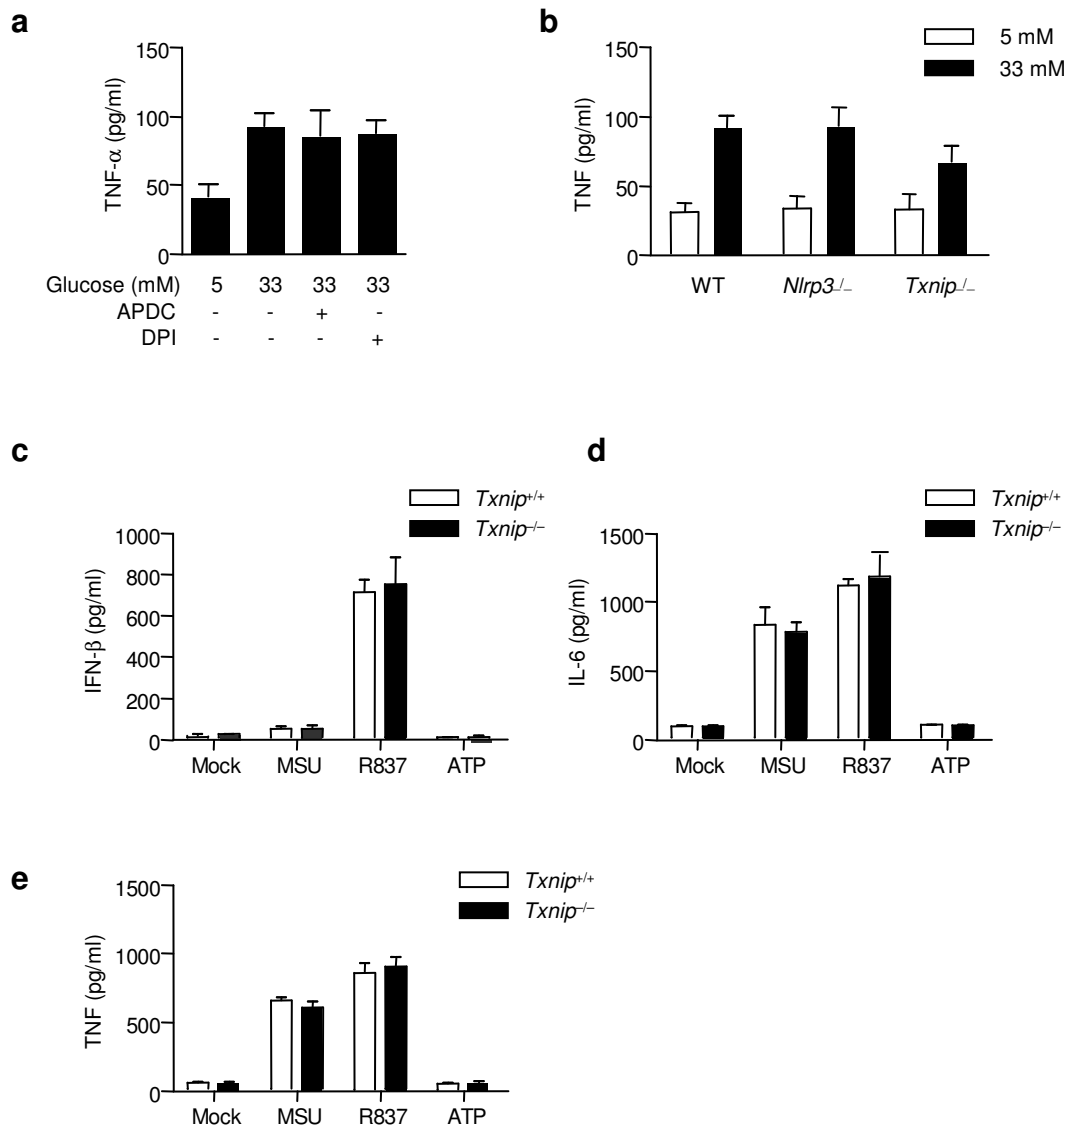 a
TNF-α (pg/ml)
150
100
50
0
Glucose (mM) 5 33 33 33
APDC - - + -
DPI - - - +
b
5 mM
33 mM
TNF (pg/ml)
150
100
50
0
WT Nlrp3–/– Txnip–/–
c
Txnip+/+
Txnip–/–
IFN-β (pg/ml)
1000
800
600
400
200
0
Mock MSU R837 ATP
d
Txnip+/+
Txnip–/–
IL-6 (pg/ml)
1500
1000
500
0
Mock MSU R837 ATP
e
Txnip+/+
Txnip–/–
TNF (pg/ml)
1500
1000
500
0
Mock MSU R837 ATP